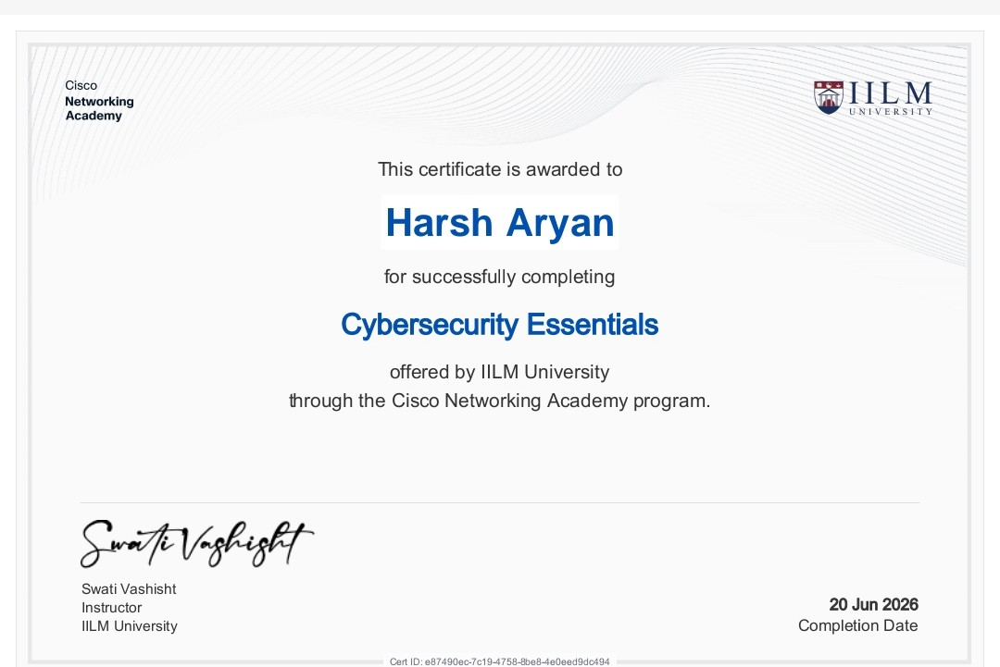 Cisco
Networking
Academy
IILM
UNIVERSITY
This certificate is awarded to
Harsh Aryan
for successfully completing
Cybersecurity Essentials
offered by IILM University
through the Cisco Networking Academy program.
Swati Vashisht
Swati Vashisht
Instructor
IILM University
20 Jun 2026
Completion Date
Cert ID: e87490ec-7c19-4758-8be8-4e0eed9dc494